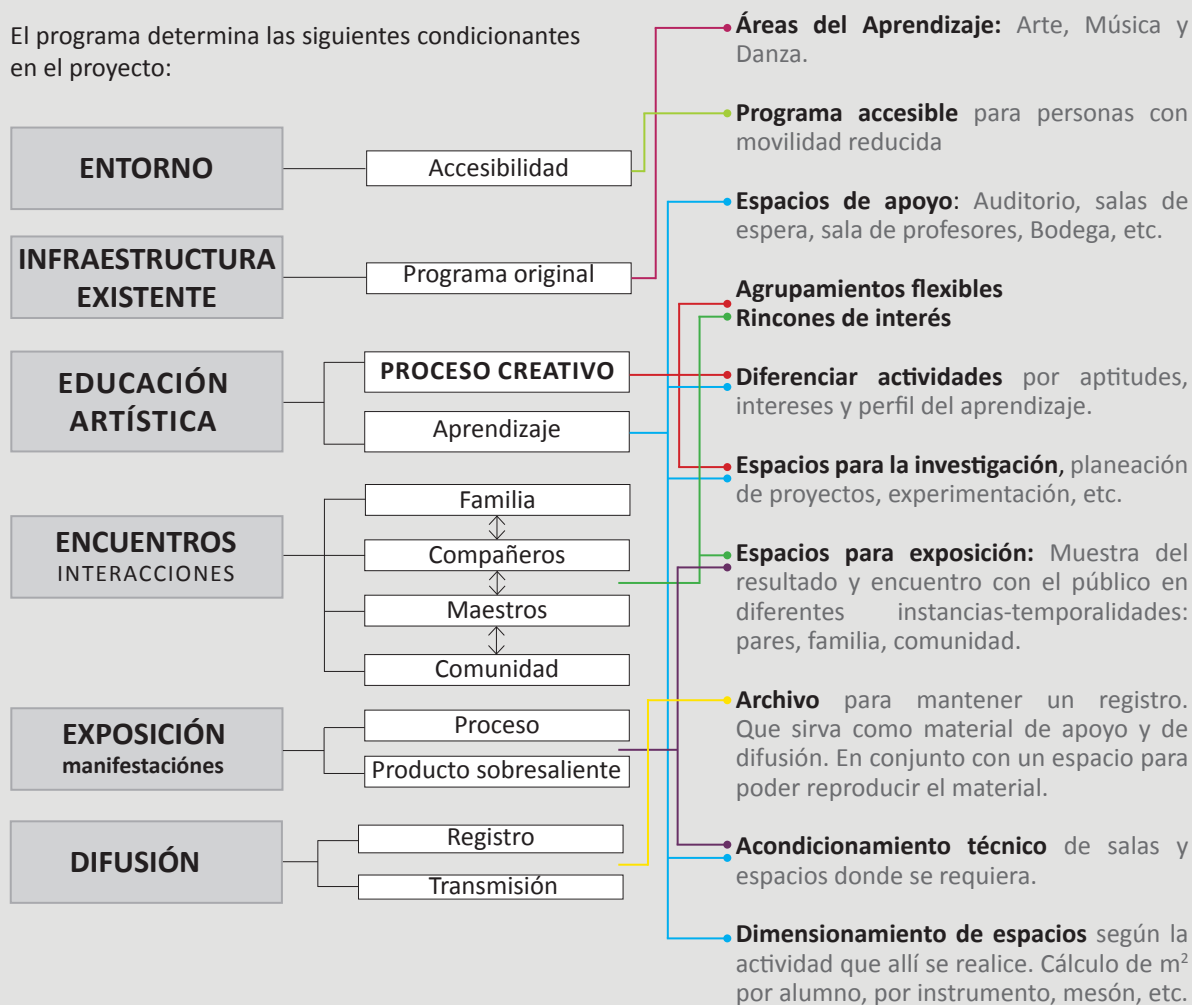 El programa determina las siguientes condicionantes
en el proyecto:
ENTORNO
Accesibilidad
INFRAESTRUCTURA
EXISTENTE
Programa original
EDUCACIÓN
ARTÍSTICA
PROCESO CREATIVO
Aprendizaje
ENCUENTROS
INTERACCIONES
Familia
Compañeros
Maestros
Comunidad
EXPOSICIÓN
manifestaciónes
Proceso
Producto sobresaliente
DIFUSIÓN
Registro
Transmisión
Áreas del Aprendizaje: Arte, Música y
Danza.
Programa accesible para personas con
movilidad reducida
Espacios de apoyo: Auditorio, salas de
espera, sala de profesores, Bodega, etc.
Agrupamientos flexibles
Rincones de interés
Diferenciar actividades por aptitudes,
intereses y perfil del aprendizaje.
Espacios para la investigación, planeación
de proyectos, experimentación, etc.
Espacios para exposición: Muestra del
resultado y encuentro con el público en
diferentes instancias-temporalidades:
pares, familia, comunidad.
Archivo para mantener un registro.
Que sirva como material de apoyo y de
difusión. En conjunto con un espacio para
poder reproducir el material.
Acondicionamiento técnico de salas y
espacios donde se requiera.
Dimensionamiento de espacios según la
actividad que allí se realice. Cálculo de m²
por alumno, por instrumento, mesón, etc.